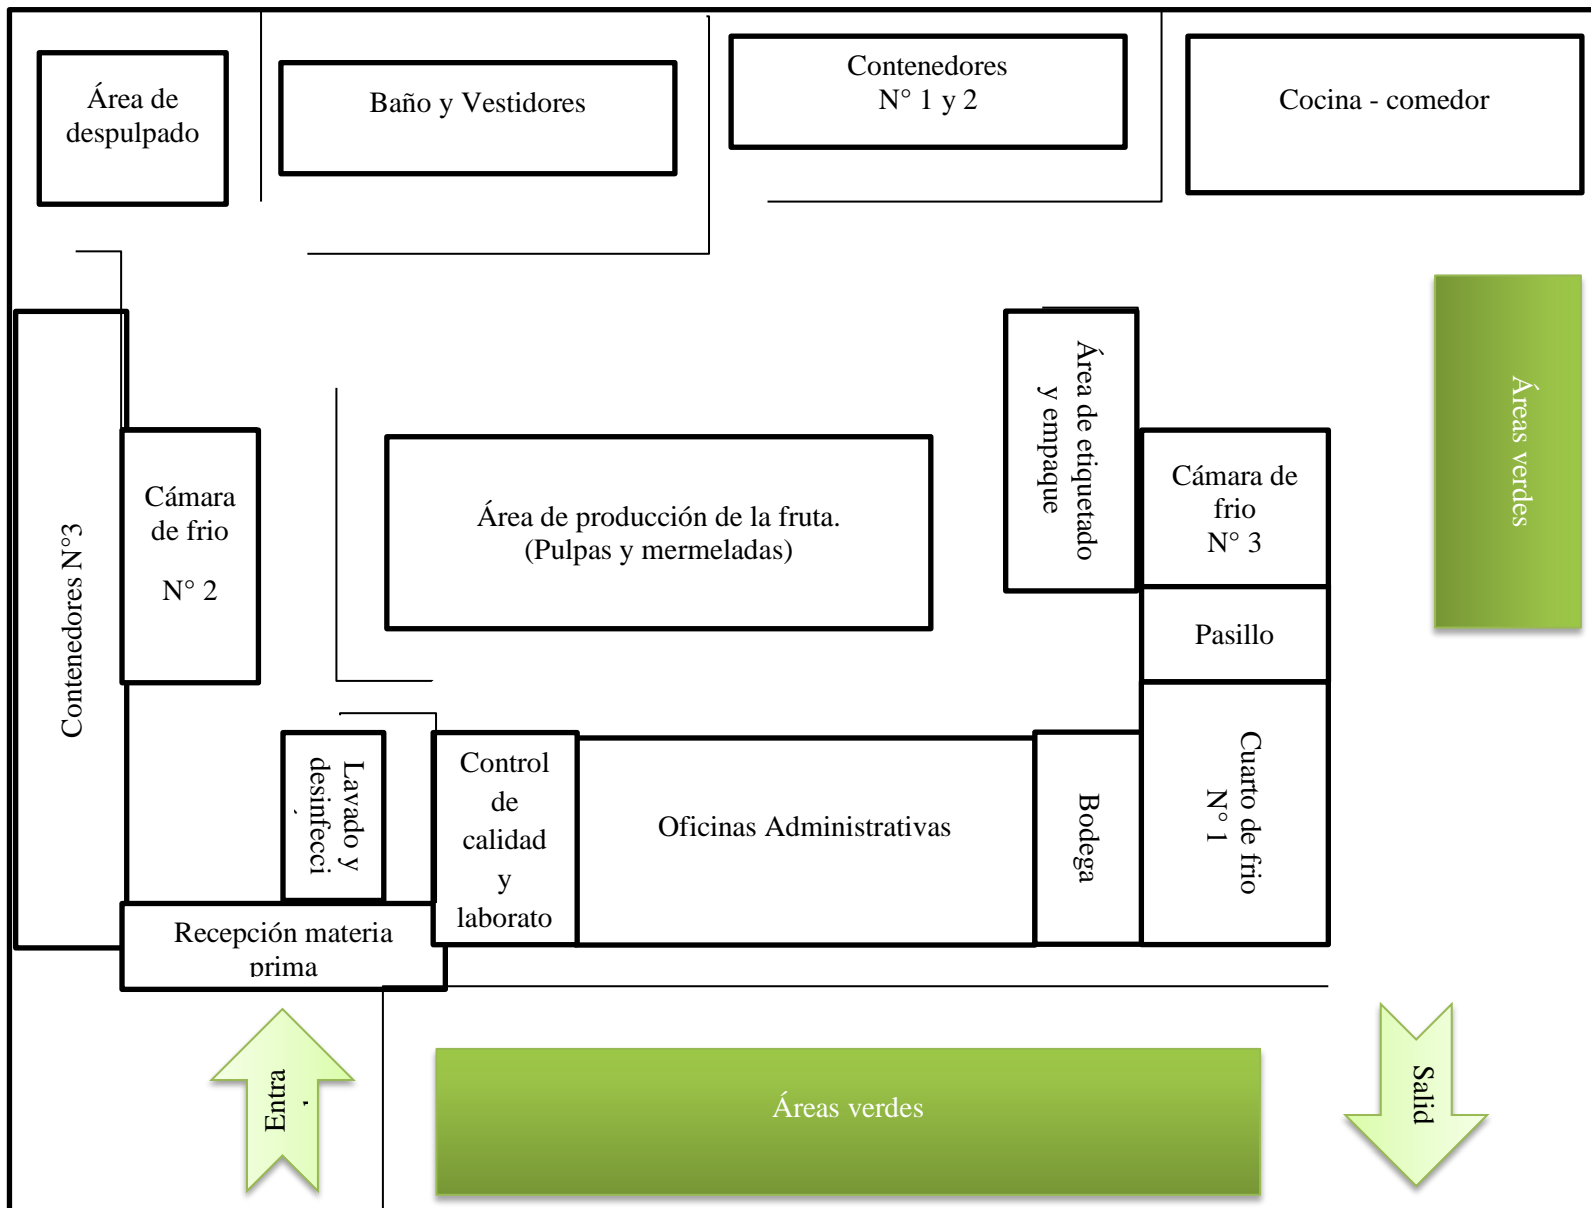 Área de
despulpado
Baño y Vestidores
Contenedores
N° 1 y 2
Cocina - comedor
Contenedores N°3
Cámara
de frio
N° 2
Área de producción de la fruta.
(Pulpas y mermeladas)
Área de etiquetado
y empaque
Cámara de
frio
N° 3
Áreas verdes
Pasillo
Lavado y
desinfecci
Control
de
calidad
y
laborato
Oficinas Administrativas
Bodega
Cuarto de frio
N° 1
Recepción materia
prima
Entra
Áreas verdes
Salid